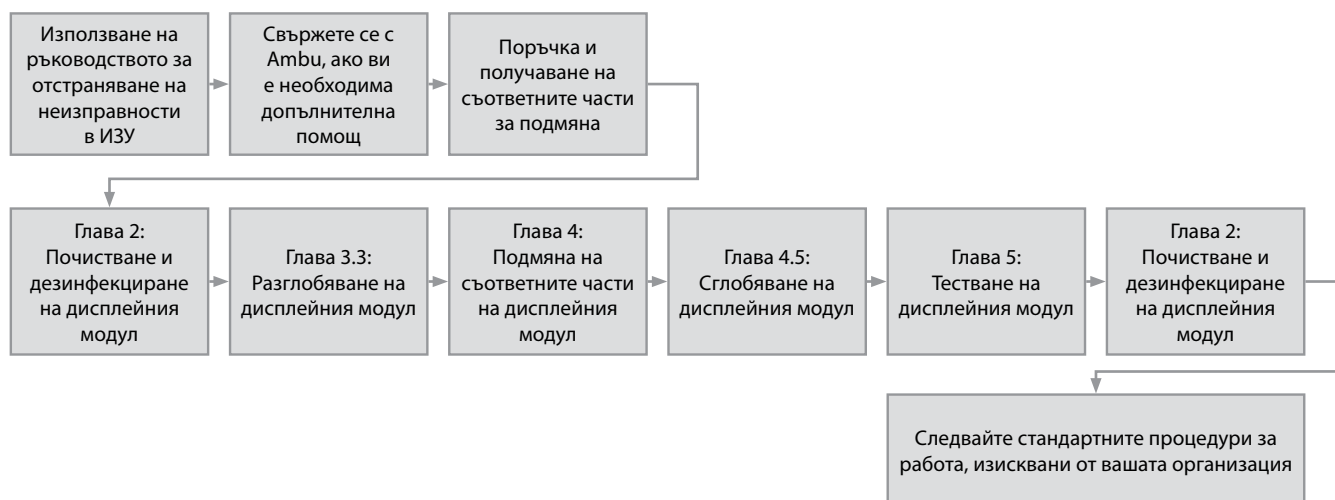 Използване на
ръководството за
отстраняване на
неизправности
в ИЗУ
Свържете се с
Ambu, ако ви
е необходима
допълнителна
помощ
Поръчка и
получаване на
съответните части
за подмяна
Глава 2:
Почистване и
дезинфекциране
на дисплейния
модул
Глава 3.3:
Разглобяване на
дисплейния модул
Глава 4:
Подмяна на
съответните части
на дисплейния
модул
Глава 4.5:
Сглобяване на
дисплейния модул
Глава 5:
Тестване на
дисплейния модул
Глава 2:
Почистване и
дезинфекциране
на дисплейния
модул
Следвайте стандартните процедури за
работа, изисквани от вашата организация